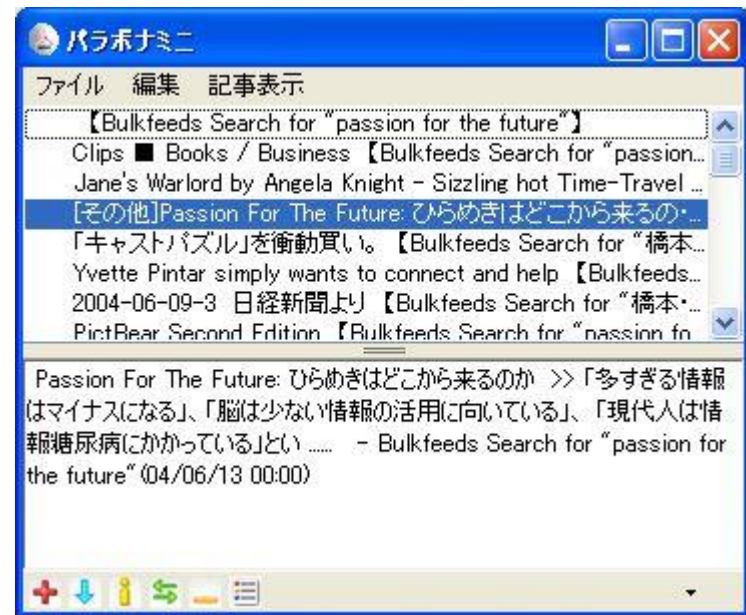 パラボナミニ
ファイル 編集 記事表示
【Bulkfeeds Search for "passion for the future"】
Clips ■ Books / Business 【Bulkfeeds Search for "passion...
Jane's Warlord by Angela Knight - Sizzling hot Time-Travel ...
[その他]Passion For The Future: ひらめきはどこから来るの・...
「キャストパズル」を衝動買い。【Bulkfeeds Search for "橋本...
Yvette Pintar simply wants to connect and help 【Bulkfeeds...
2004-06-09-3 日経新聞より 【Bulkfeeds Search for "橋本・...
PictBear Second Edition 【Bulkfeeds Search for "passion fo
Passion For The Future: ひらめきはどこから来るのか >> 「多すぎる情報
はマイナスになる」、「脳は少ない情報の活用に向いている」、「現代人は情
報糖尿病にかかっている」とい ...... - Bulkfeeds Search for "passion for
the future" (04/06/13 00:00)